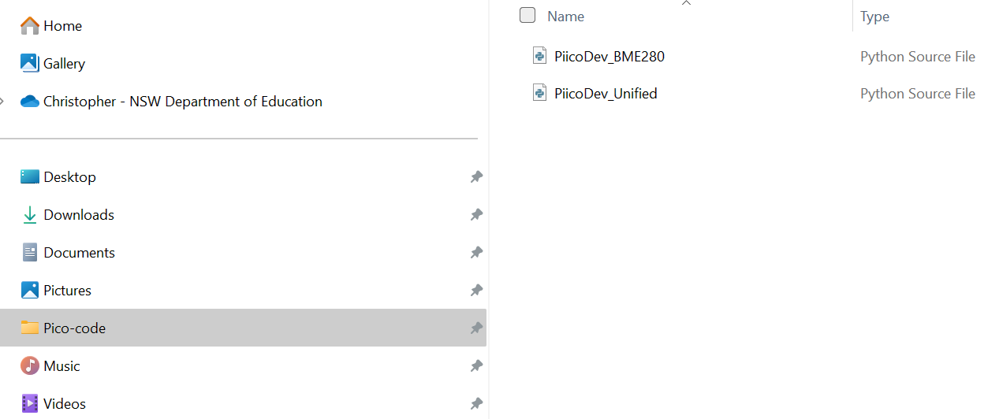 Home
Gallery
Christopher - NSW Department of Education
Desktop
Downloads
Documents
Pictures
Pico-code
Music
Videos
Name Type
PiicoDev_BME280 Python Source File
PiicoDev_Unified Python Source File